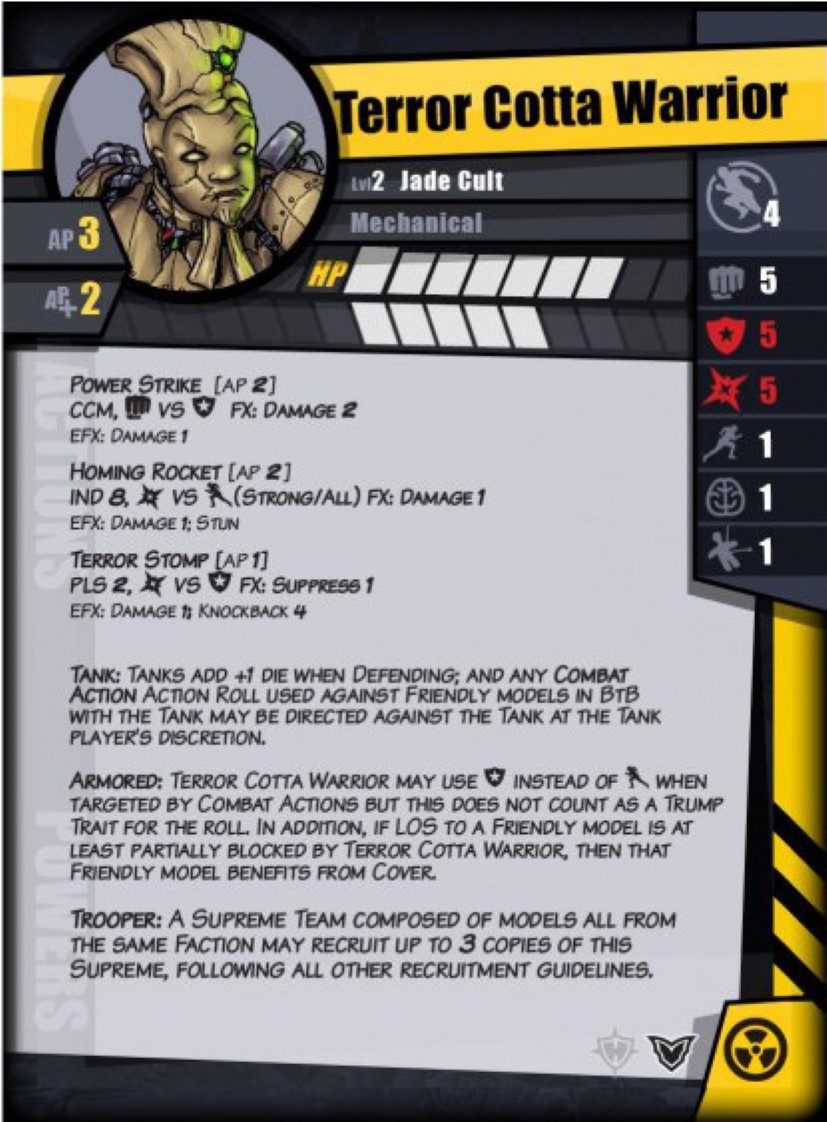 Terror Cotta Warrior
Lvl2 Jade Cult
Mechanical
AP 3
AP+ 2
HP
4
5
5
5
1
1
1
ACTIONS
POWER STRIKE [AP 2]
CCM, VS FX: DAMAGE 2
EFX: DAMAGE 1
HOMING ROCKET [AP 2]
IND 8, VS (STRONG/ALL) FX: DAMAGE 1
EFX: DAMAGE 1; STUN
TERROR STOMP [AP 1]
PLS 2, VS FX: SUPPRESS 1
EFX: DAMAGE 1; KNOCKBACK 4
POWERS
TANK: TANKS ADD +1 DIE WHEN DEFENDING; AND ANY COMBAT
ACTION ACTION ROLL USED AGAINST FRIENDLY MODELS IN BTB
WITH THE TANK MAY BE DIRECTED AGAINST THE TANK AT THE TANK
PLAYER'S DISCRETION.
ARMORED: TERROR COTTA WARRIOR MAY USE INSTEAD OF WHEN
TARGETED BY COMBAT ACTIONS BUT THIS DOES NOT COUNT AS A TRUMP
TRAIT FOR THE ROLL. IN ADDITION, IF LOS TO A FRIENDLY MODEL IS AT
LEAST PARTIALLY BLOCKED BY TERROR COTTA WARRIOR, THEN THAT
FRIENDLY MODEL BENEFITS FROM COVER.
TROOPER: A SUPREME TEAM COMPOSED OF MODELS ALL FROM
THE SAME FACTION MAY RECRUIT UP TO 3 COPIES OF THIS
SUPREME, FOLLOWING ALL OTHER RECRUITMENT GUIDELINES.